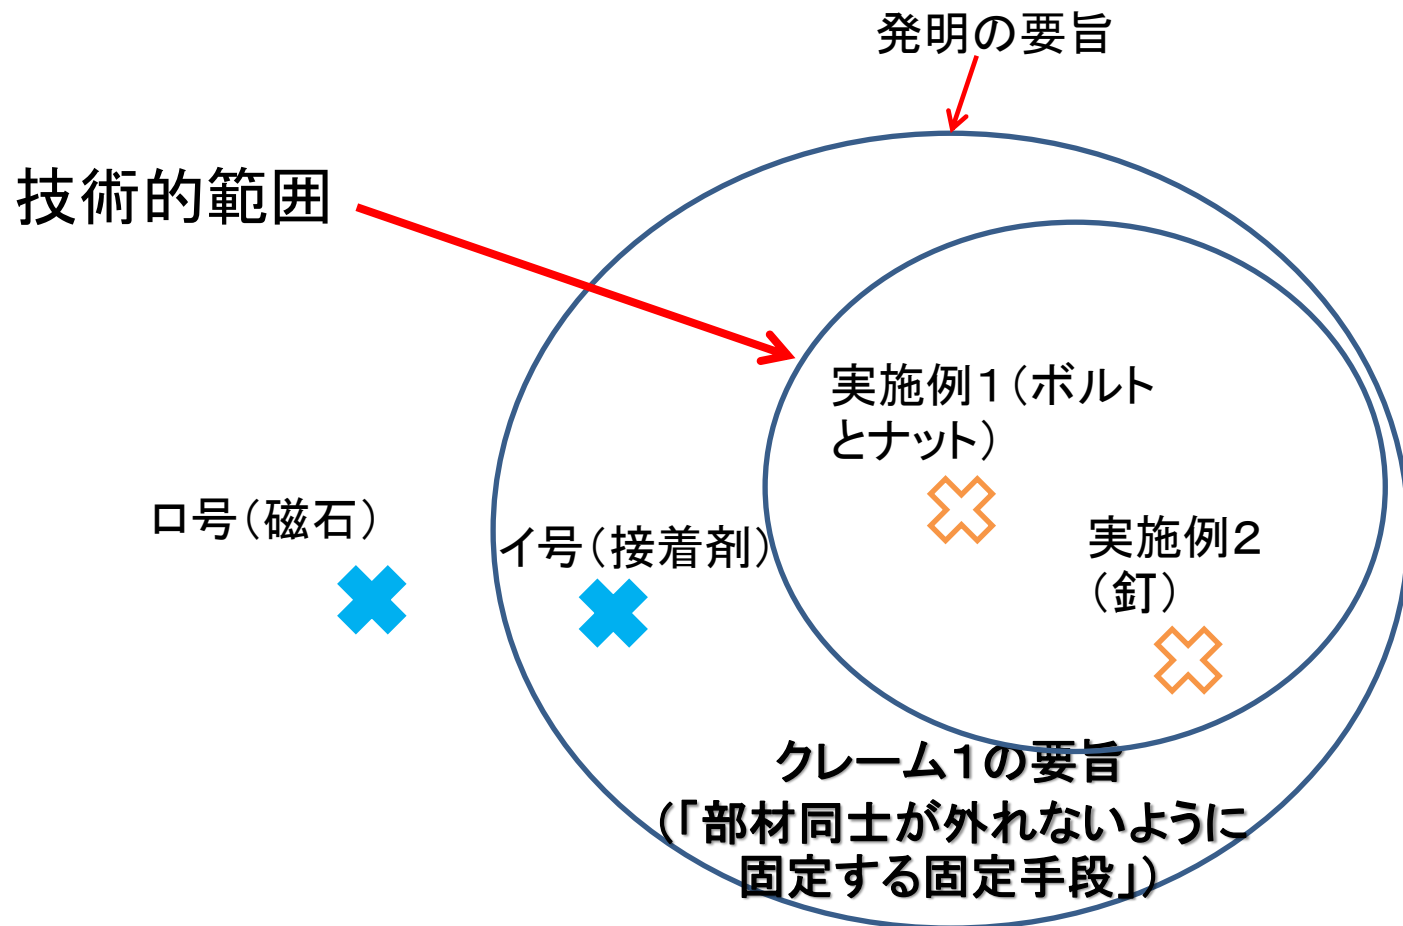 発明の要旨
技術的範囲
実施例１（ボルト
とナット）
ロ号（磁石）
イ号（接着剤）
実施例２
（釘）
クレーム１の要旨
（「部材同士が外れないように
固定する固定手段」）